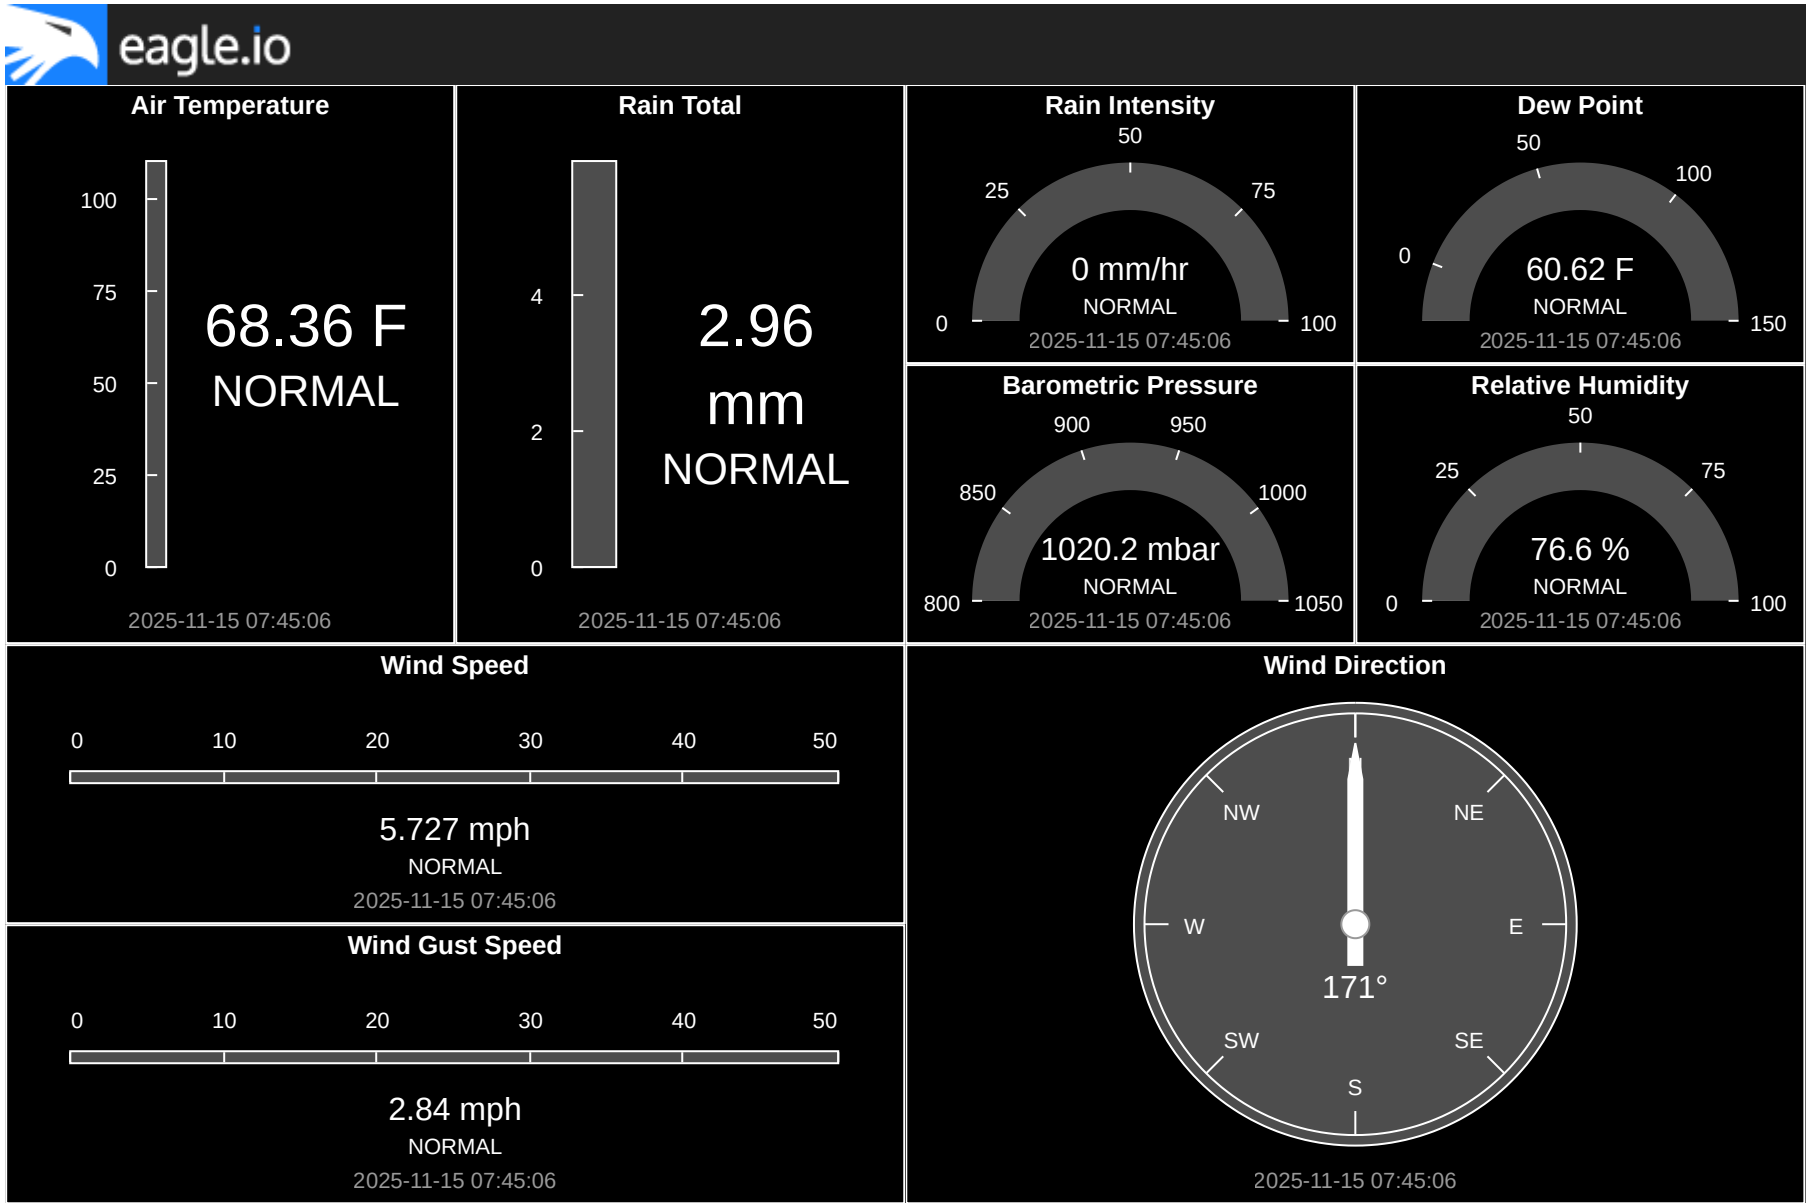 eagle.io
Air Temperature
100
75
50
25
0
68.36 F
NORMAL
2025-11-15 07:45:06
Rain Total
4
2
0
2.96
mm
NORMAL
2025-11-15 07:45:06
Rain Intensity
0
25
50
75
100
0 mm/hr
NORMAL
2025-11-15 07:45:06
Dew Point
0
50
100
150
60.62 F
NORMAL
2025-11-15 07:45:06
Barometric Pressure
800
850
900
950
1000
1050
1020.2 mbar
NORMAL
2025-11-15 07:45:06
Relative Humidity
0
25
50
75
100
76.6 %
NORMAL
2025-11-15 07:45:06
Wind Speed
0 10 20 30 40 50
5.727 mph
NORMAL
2025-11-15 07:45:06
Wind Gust Speed
0 10 20 30 40 50
2.84 mph
NORMAL
2025-11-15 07:45:06
Wind Direction
NW NE
W E
171°
SW SE
S
2025-11-15 07:45:06